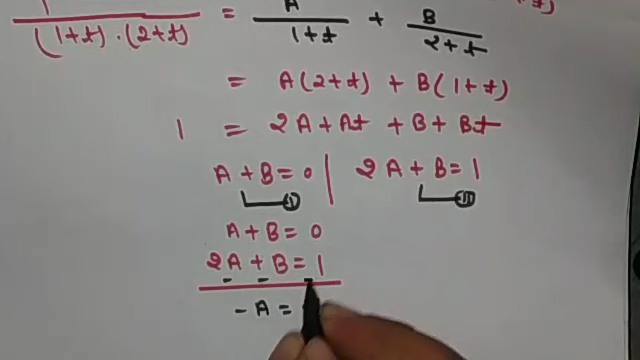 1/((1+t).(2+t)) = A/(1+t) + B/(2+t)
= A(2+t) + B(1+t)
1 = 2A+At + B+Bt
A+B=0 | 2A+B=1
A+B=0
2A+B=1
- - -
-A =